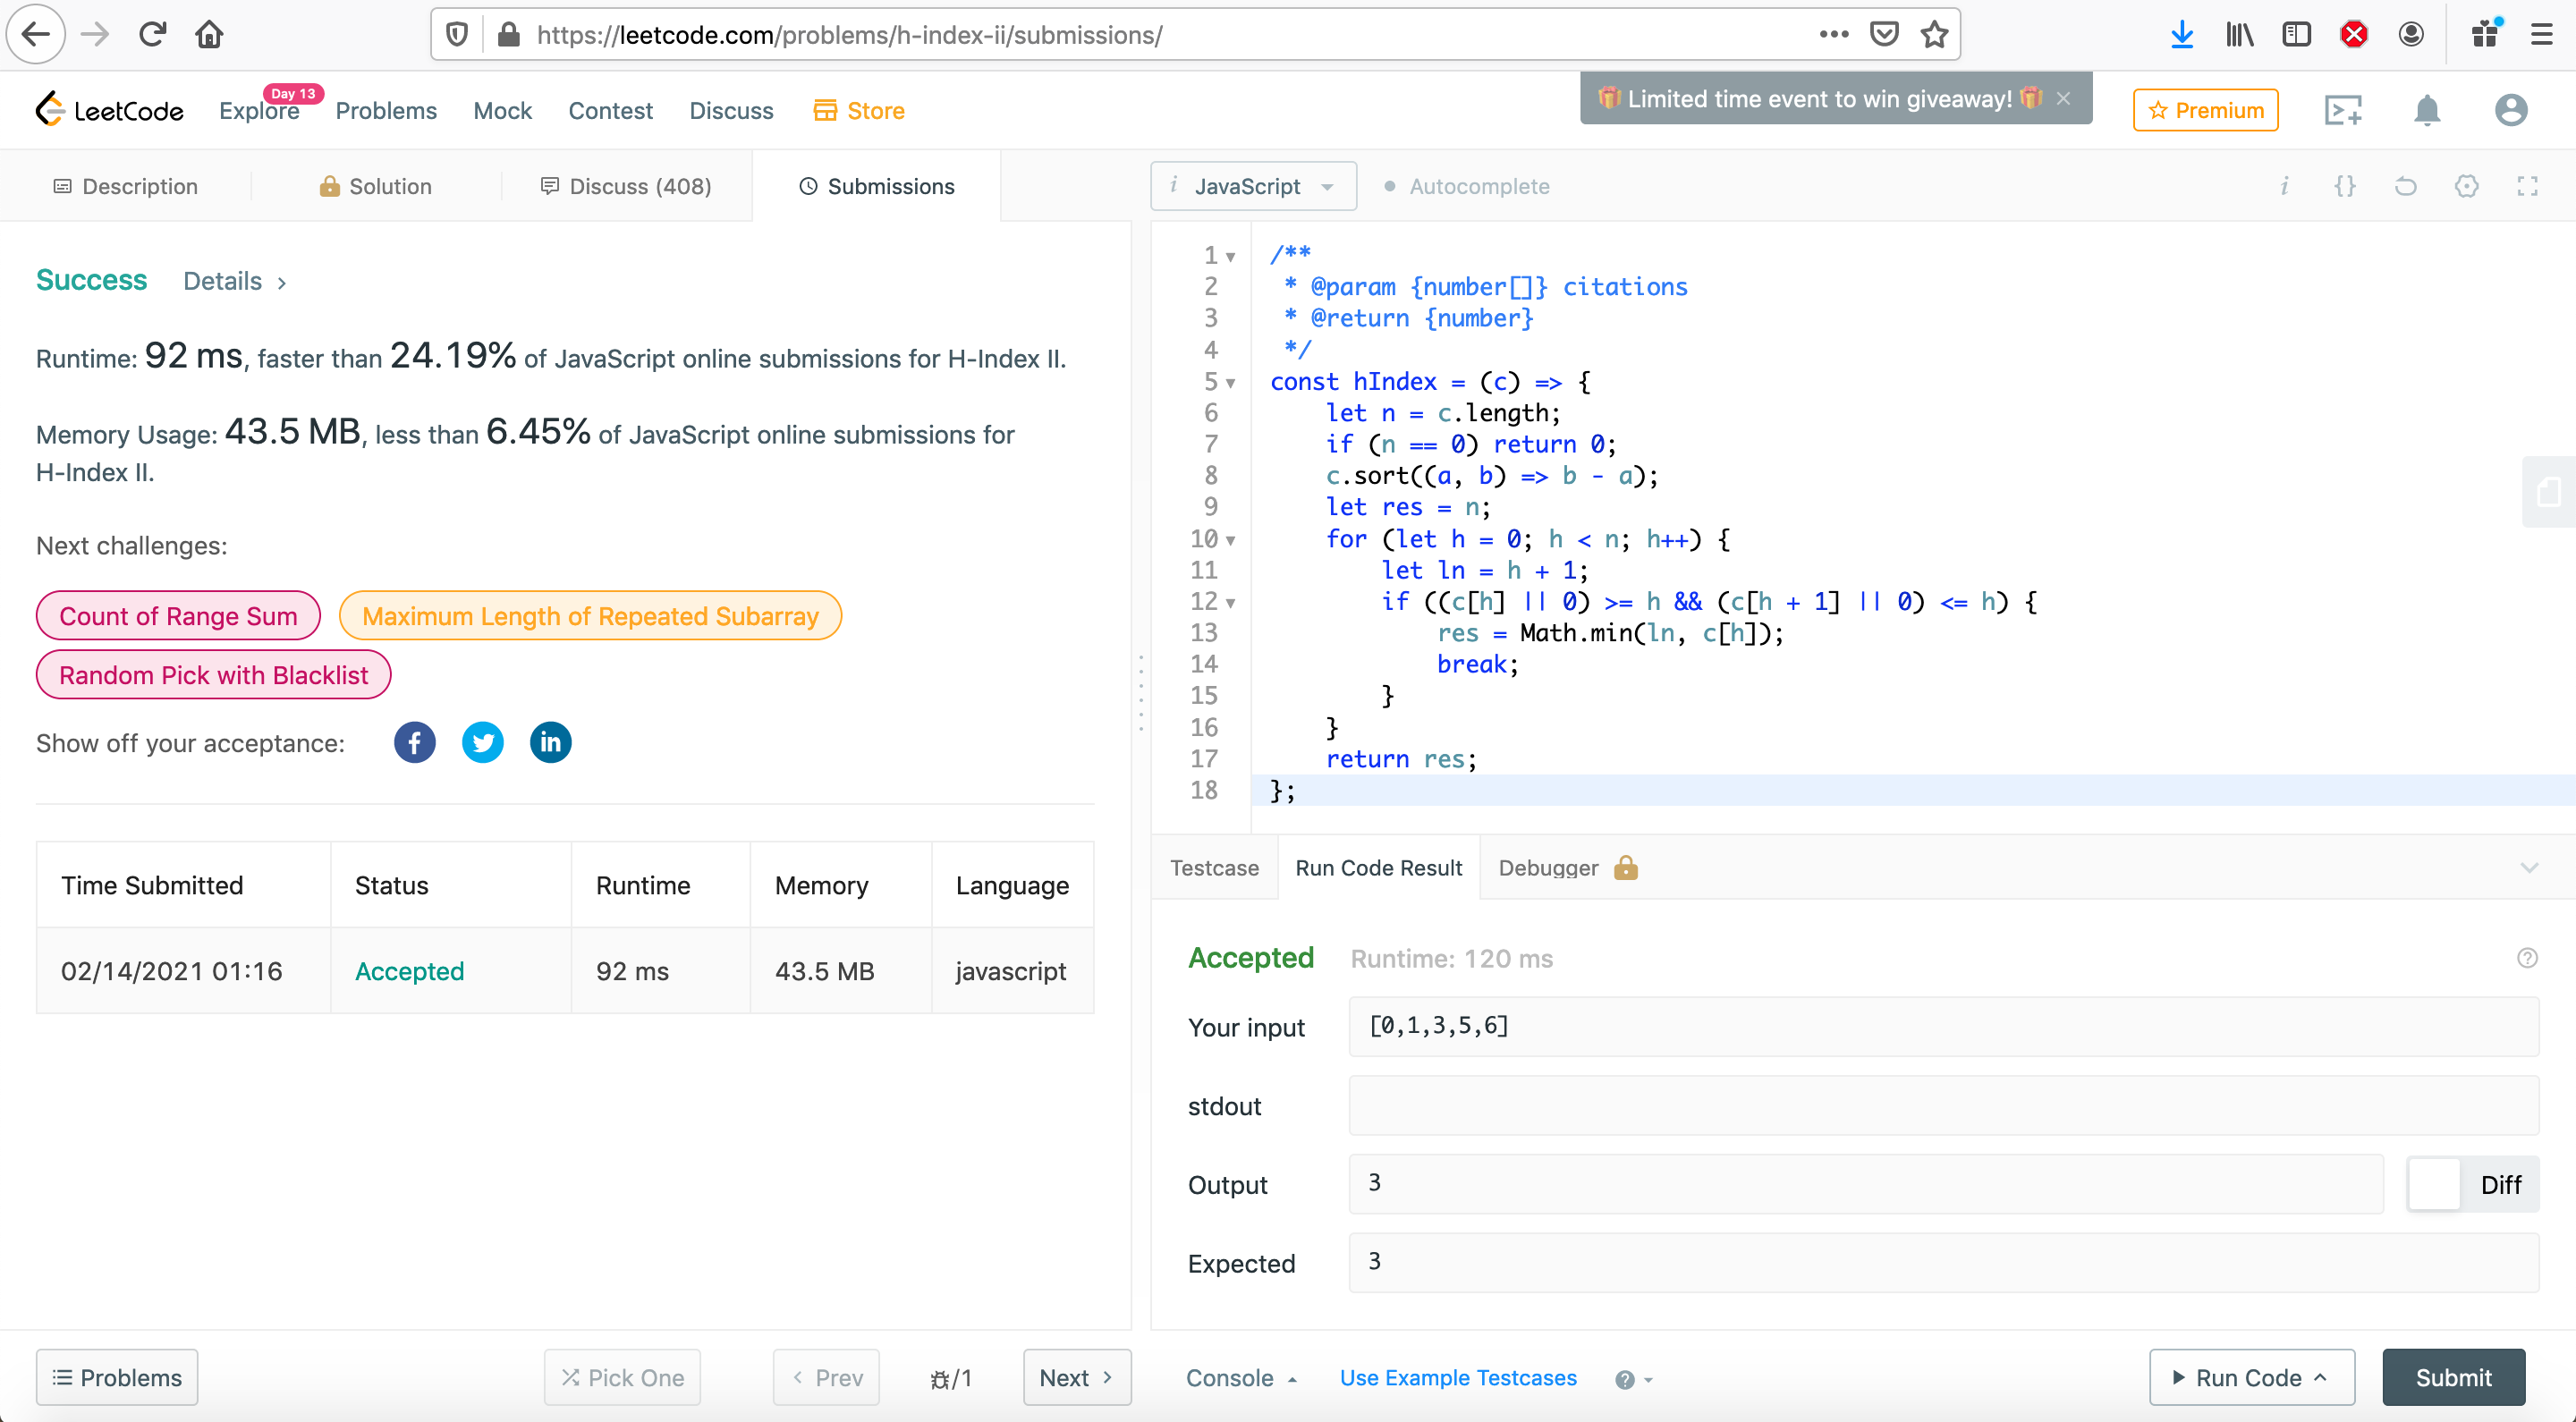 https://leetcode.com/problems/h-index-ii/submissions/
LeetCode
Explore
Day 13
Problems
Mock
Contest
Discuss
Store
Limited time event to win giveaway!
Premium
Description
Solution
Discuss (408)
Submissions
i JavaScript
Autocomplete
i
{}
Success
Details
Runtime: 92 ms, faster than 24.19% of JavaScript online submissions for H-Index II.
Memory Usage: 43.5 MB, less than 6.45% of JavaScript online submissions for
H-Index II.
Next challenges:
Count of Range Sum
Maximum Length of Repeated Subarray
Random Pick with Blacklist
Show off your acceptance:
Time Submitted Status Runtime Memory Language
02/14/2021 01:16 Accepted 92 ms 43.5 MB javascript
1 /**
2  * @param {number[]} citations
3  * @return {number}
4  */
5 const hIndex = (c) => {
6     let n = c.length;
7     if (n == 0) return 0;
8     c.sort((a, b) => b - a);
9     let res = n;
10     for (let h = 0; h < n; h++) {
11         let ln = h + 1;
12         if ((c[h] || 0) >= h && (c[h + 1] || 0) <= h) {
13             res = Math.min(ln, c[h]);
14             break;
15         }
16     }
17     return res;
18 };
Testcase
Run Code Result
Debugger
Accepted
Runtime: 120 ms
Your input
[0,1,3,5,6]
stdout
Output
3
Diff
Expected
3
Problems
Pick One
Prev
/1
Next
Console
Use Example Testcases
Run Code
Submit